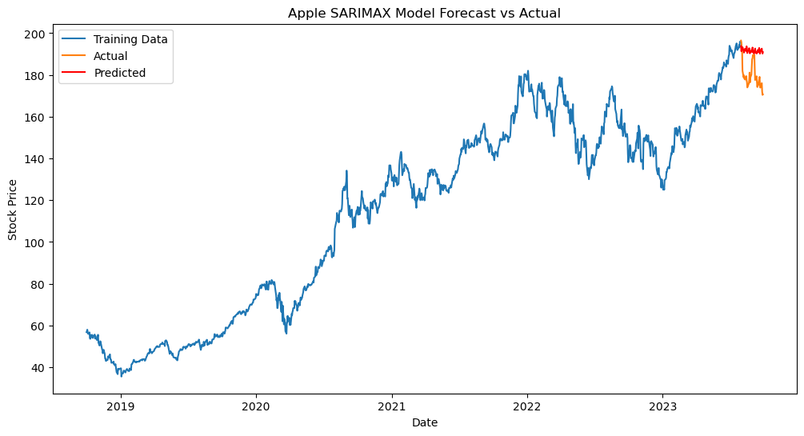 Apple SARIMAX Model Forecast vs Actual
Training Data
Actual
Predicted
Stock Price
200
180
160
140
120
100
80
60
40
2019
2020
2021
2022
2023
Date